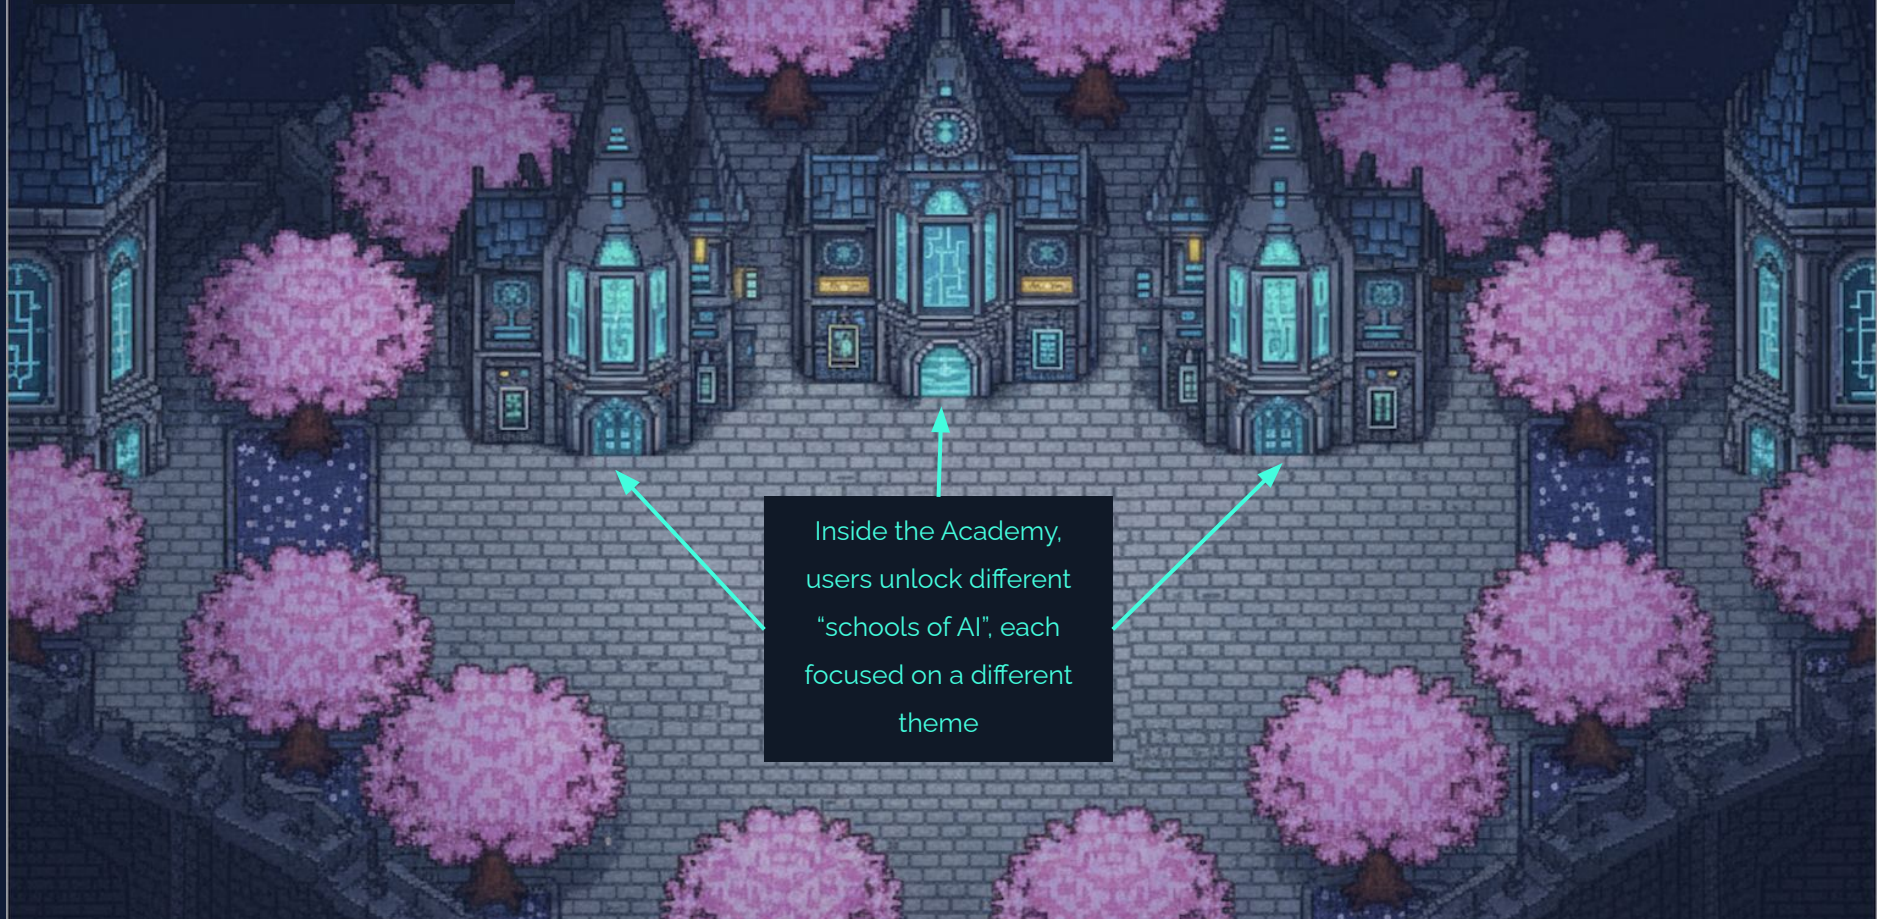 Inside the Academy,
users unlock different
“schools of AI”, each
focused on a different
theme